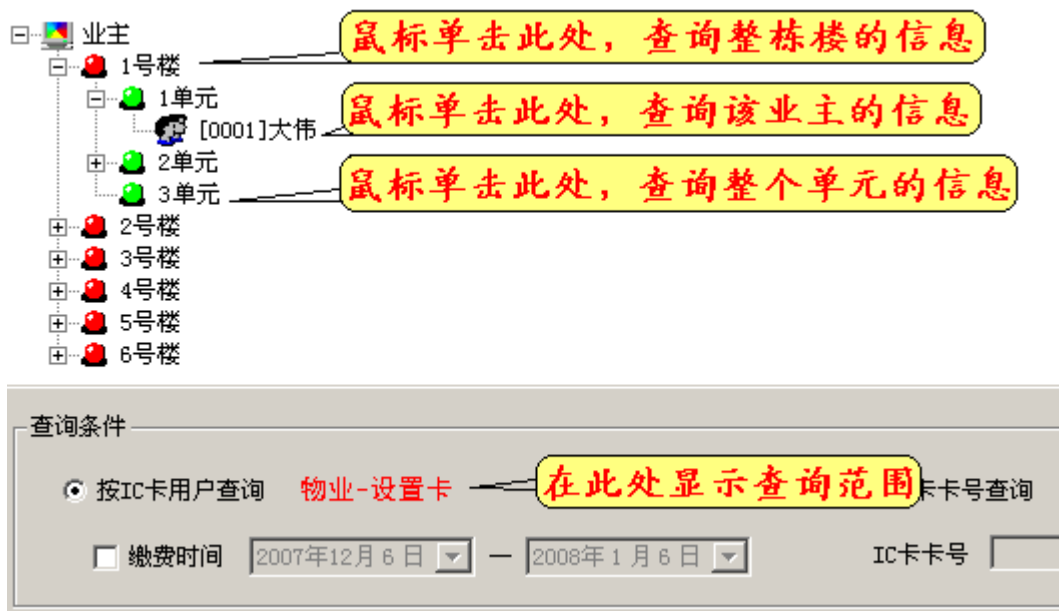 业主
鼠标单击此处，查询整栋楼的信息
1号楼
1单元
鼠标单击此处，查询该业主的信息
[0001]大伟
2单元
3单元
鼠标单击此处，查询整个单元的信息
2号楼
3号楼
4号楼
5号楼
6号楼
查询条件
按IC卡用户查询 物业-设置卡 在此处显示查询范围 卡卡号查询
缴费时间 2007年12月 6 日 — 2008年 1 月 6 日 IC卡卡号